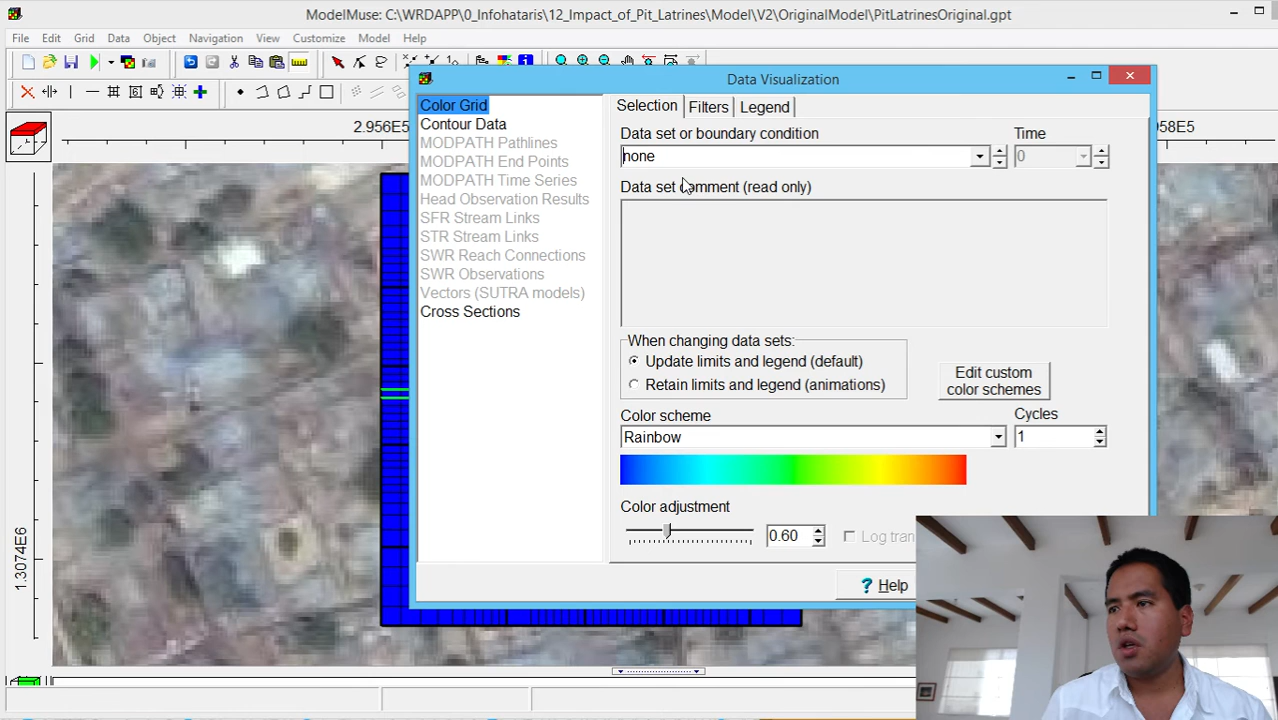 ModelMuse: C:\WRDAPP\0_Infohataris\12_Impact_of_Pit_Latrines\Model\V2\OriginalModel\PitLatrinesOriginal.gpt
File Edit Grid Data Object Navigation View Customize Model Help
Data Visualization
2.956E5
958E5
1.3074E6
Color Grid
Contour Data
MODPATH Pathlines
MODPATH End Points
MODPATH Time Series
Head Observation Results
SFR Stream Links
STR Stream Links
SWR Reach Connections
SWR Observations
Vectors (SUTRA models)
Cross Sections
Selection Filters Legend
Data set or boundary condition Time
none 0
Data set comment (read only)
When changing data sets:
Update limits and legend (default)
Retain limits and legend (animations)
Edit custom
color schemes
Color scheme Cycles
Rainbow 1
Color adjustment
0.60 Log tran
? Help